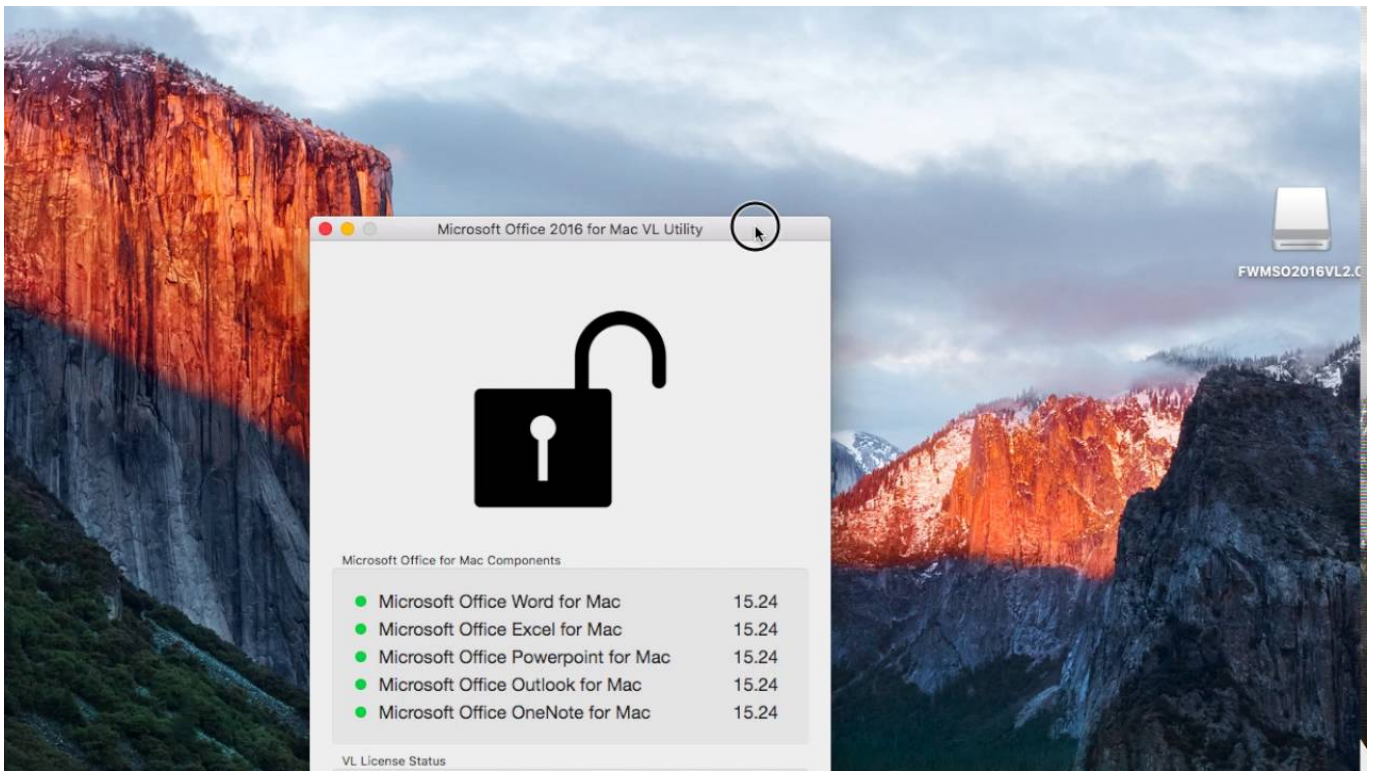 Microsoft Office 2016 for Mac VL Utility
FWMSO2016VL2.0
Microsoft Office for Mac Components
Microsoft Office Word for Mac 15.24
Microsoft Office Excel for Mac 15.24
Microsoft Office Powerpoint for Mac 15.24
Microsoft Office Outlook for Mac 15.24
Microsoft Office OneNote for Mac 15.24
VL License Status